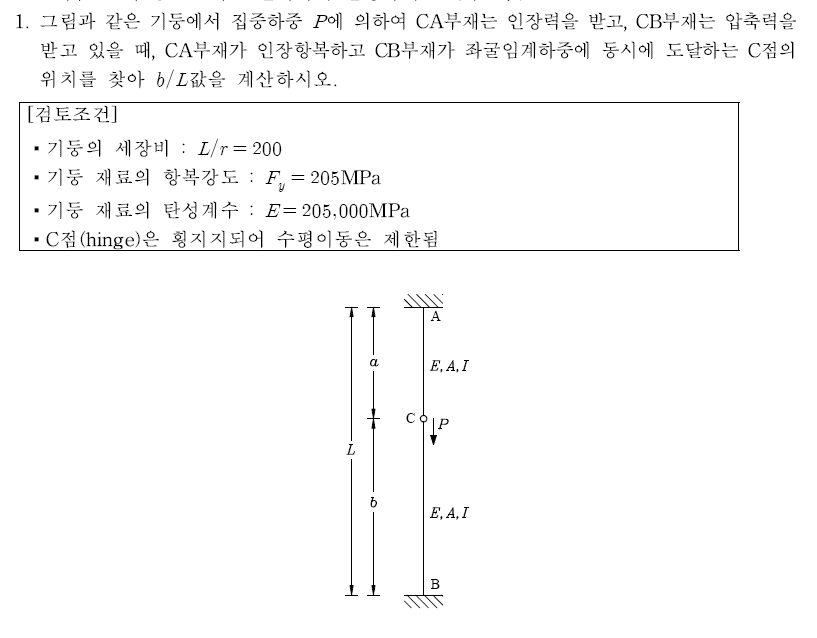 1. 그림과 같은 기둥에서 집중하중 P에 의하여 CA부재는 인장력을 받고, CB부재는 압축력을
받고 있을 때, CA부재가 인장항복하고 CB부재가 좌굴임계하중에 동시에 도달하는 C점의
위치를 찾아 b/L값을 계산하시오.
[검토조건]
▪ 기둥의 세장비 : L/r = 200
▪ 기둥 재료의 항복강도 : F_y = 205MPa
▪ 기둥 재료의 탄성계수 : E = 205,000MPa
▪ C점(hinge)은 횡지지되어 수평이동은 제한됨
A
a
E, A, I
C
P
L
b
E, A, I
B